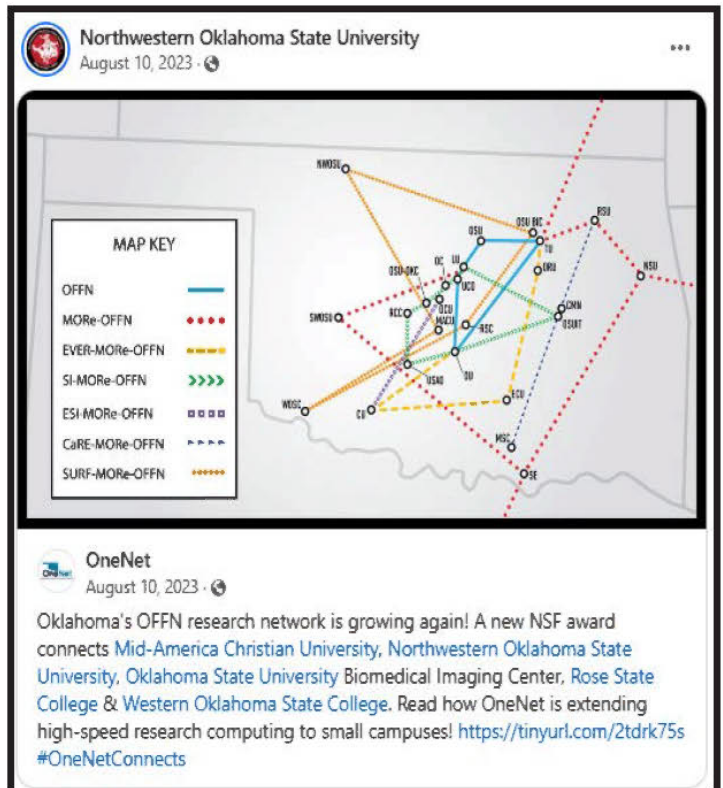 Northwestern Oklahoma State University
August 10, 2023 ·
NWOSU
RSU
OSU BIC
OSU
TU
MAP KEY
OC
LU
ORU
NSU
OSU-OKC
UCO
OFFN
CMN
RCC
OCU
MORe-OFFN
SWOSU
MACU
RSC
OSUIT
EVER-MORe-OFFN
USAO
OU
SI-MORe-OFFN
WOSC
ECU
ESI-MORe-OFFN
CU
CaRE-MORe-OFFN
MSC
SURF-MORe-OFFN
SE
OneNet
OneNet
August 10, 2023 ·
Oklahoma's OFFN research network is growing again! A new NSF award
connects Mid-America Christian University, Northwestern Oklahoma State
University, Oklahoma State University Biomedical Imaging Center, Rose State
College & Western Oklahoma State College. Read how OneNet is extending
high-speed research computing to small campuses! https://tinyurl.com/2tdrk75s
#OneNetConnects